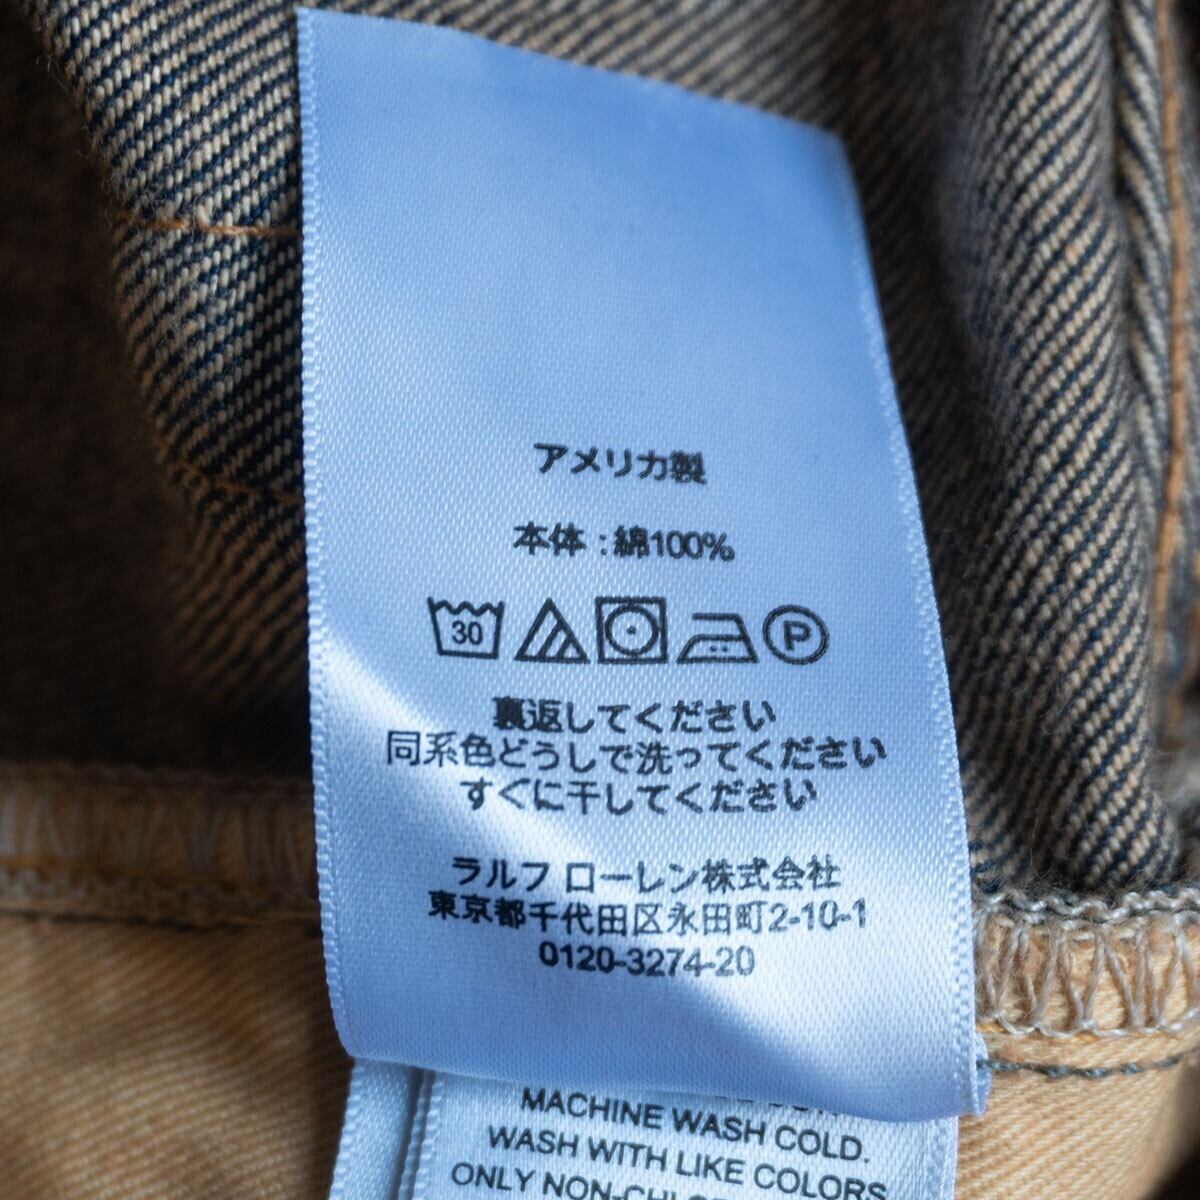 アメリカ製
本体 : 綿100%
30
P
裏返してください
同系色どうしで洗ってください
すぐに干してください
ラルフ ローレン株式会社
東京都千代田区永田町2-10-1
0120-3274-20
MACHINE WASH COLD.
WASH WITH LIKE COLORS
ONLY